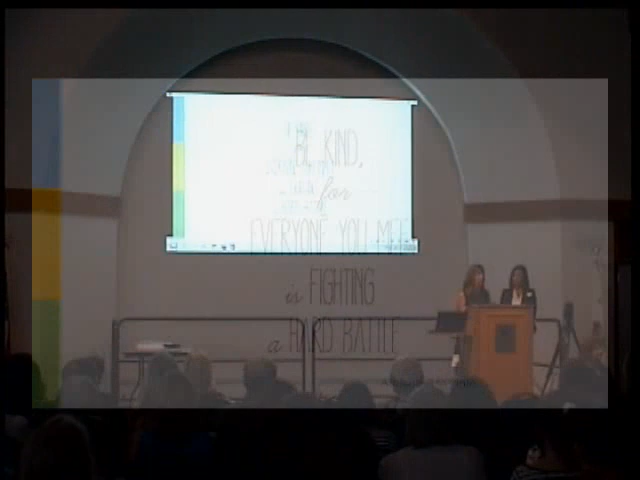 BE KIND,
for
EVERYONE YOU MEET
is FIGHTING
a HARD BATTLE